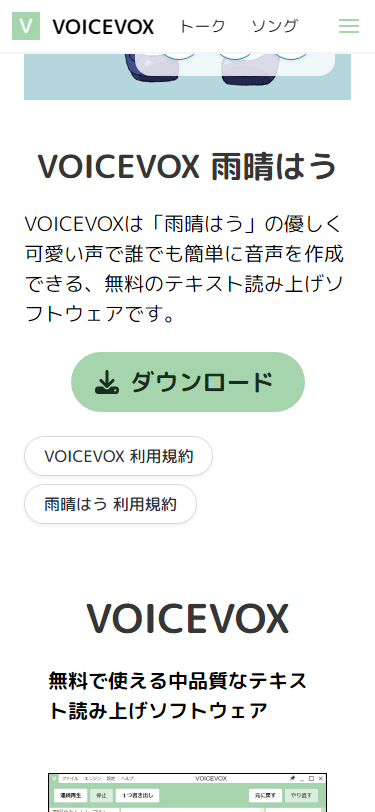 V VOICEVOX トーク ソング
VOICEVOX 雨晴はう
VOICEVOXは「雨晴はう」の優しく
可愛い声で誰でも簡単に音声を作成
できる、無料のテキスト読み上げソ
フトウェアです。
ダウンロード
VOICEVOX 利用規約
雨晴はう 利用規約
VOICEVOX
無料で使える中品質なテキス
ト読み上げソフトウェア
V ファイル エンジン 設定 ヘルプ VOICEVOX
連続再生 停止 1つ書き出し 元に戻す やり直す